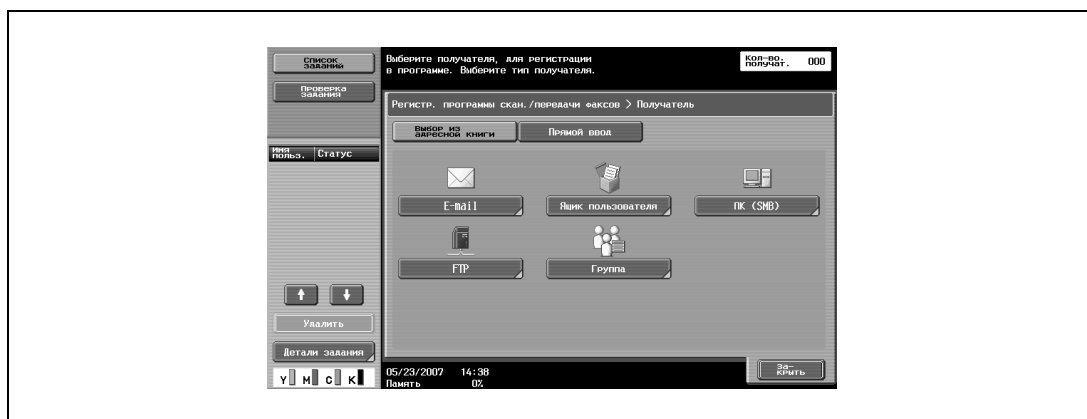 Список
заданий
Проверка
задания
Имя
польз.
Статус
Удалить
Детали задания
Y M C K
Выберите получателя, для регистрации
в программе. Выберите тип получателя.
Кол-во.
получат.
000
Регистр. программы скан./передачи факсов > Получатель
Выбор из
адресной книги
Прямой ввод
E-mail
Ящик пользователя
ПК (SMB)
FTP
Группа
05/23/2007 14:38
Память 0%
За-
крыть